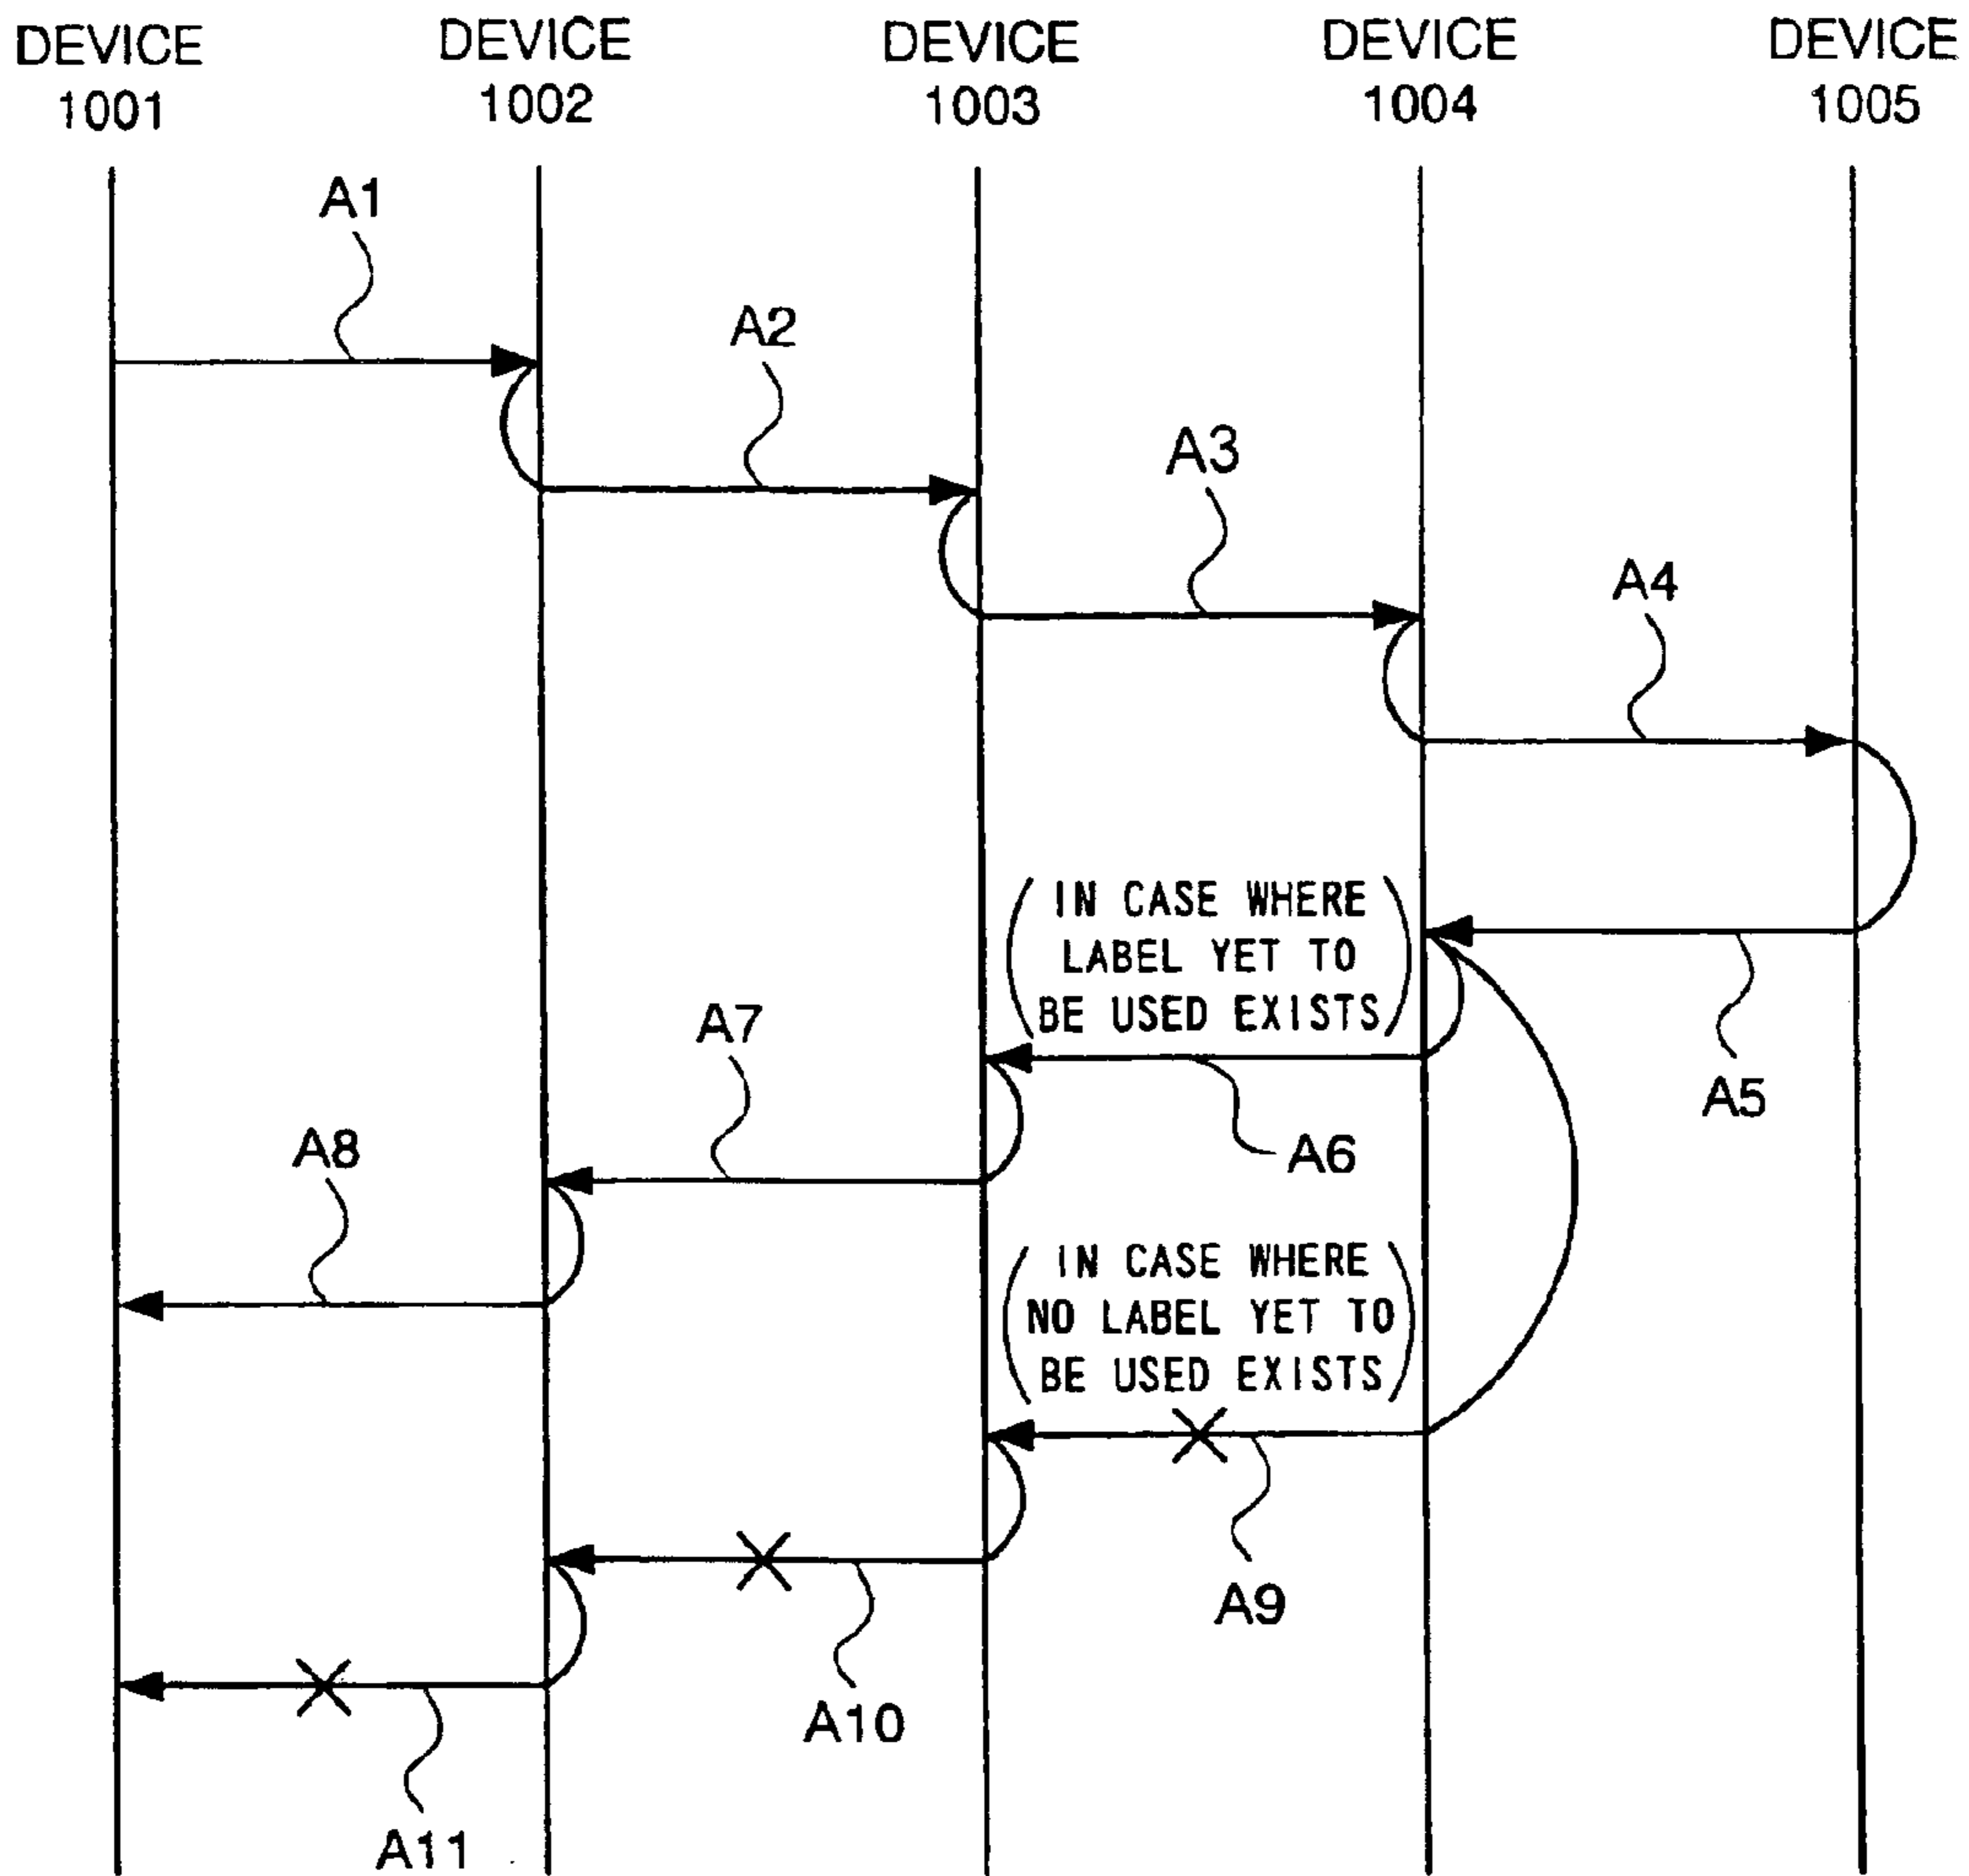 DEVICE
1001
DEVICE
1002
DEVICE
1003
DEVICE
1004
DEVICE
1005
A1
A2
A3
A4
IN CASE WHERE
LABEL YET TO
BE USED EXISTS
A5
A6
A7
A8
IN CASE WHERE
NO LABEL YET TO
BE USED EXISTS
A9
A10
A11